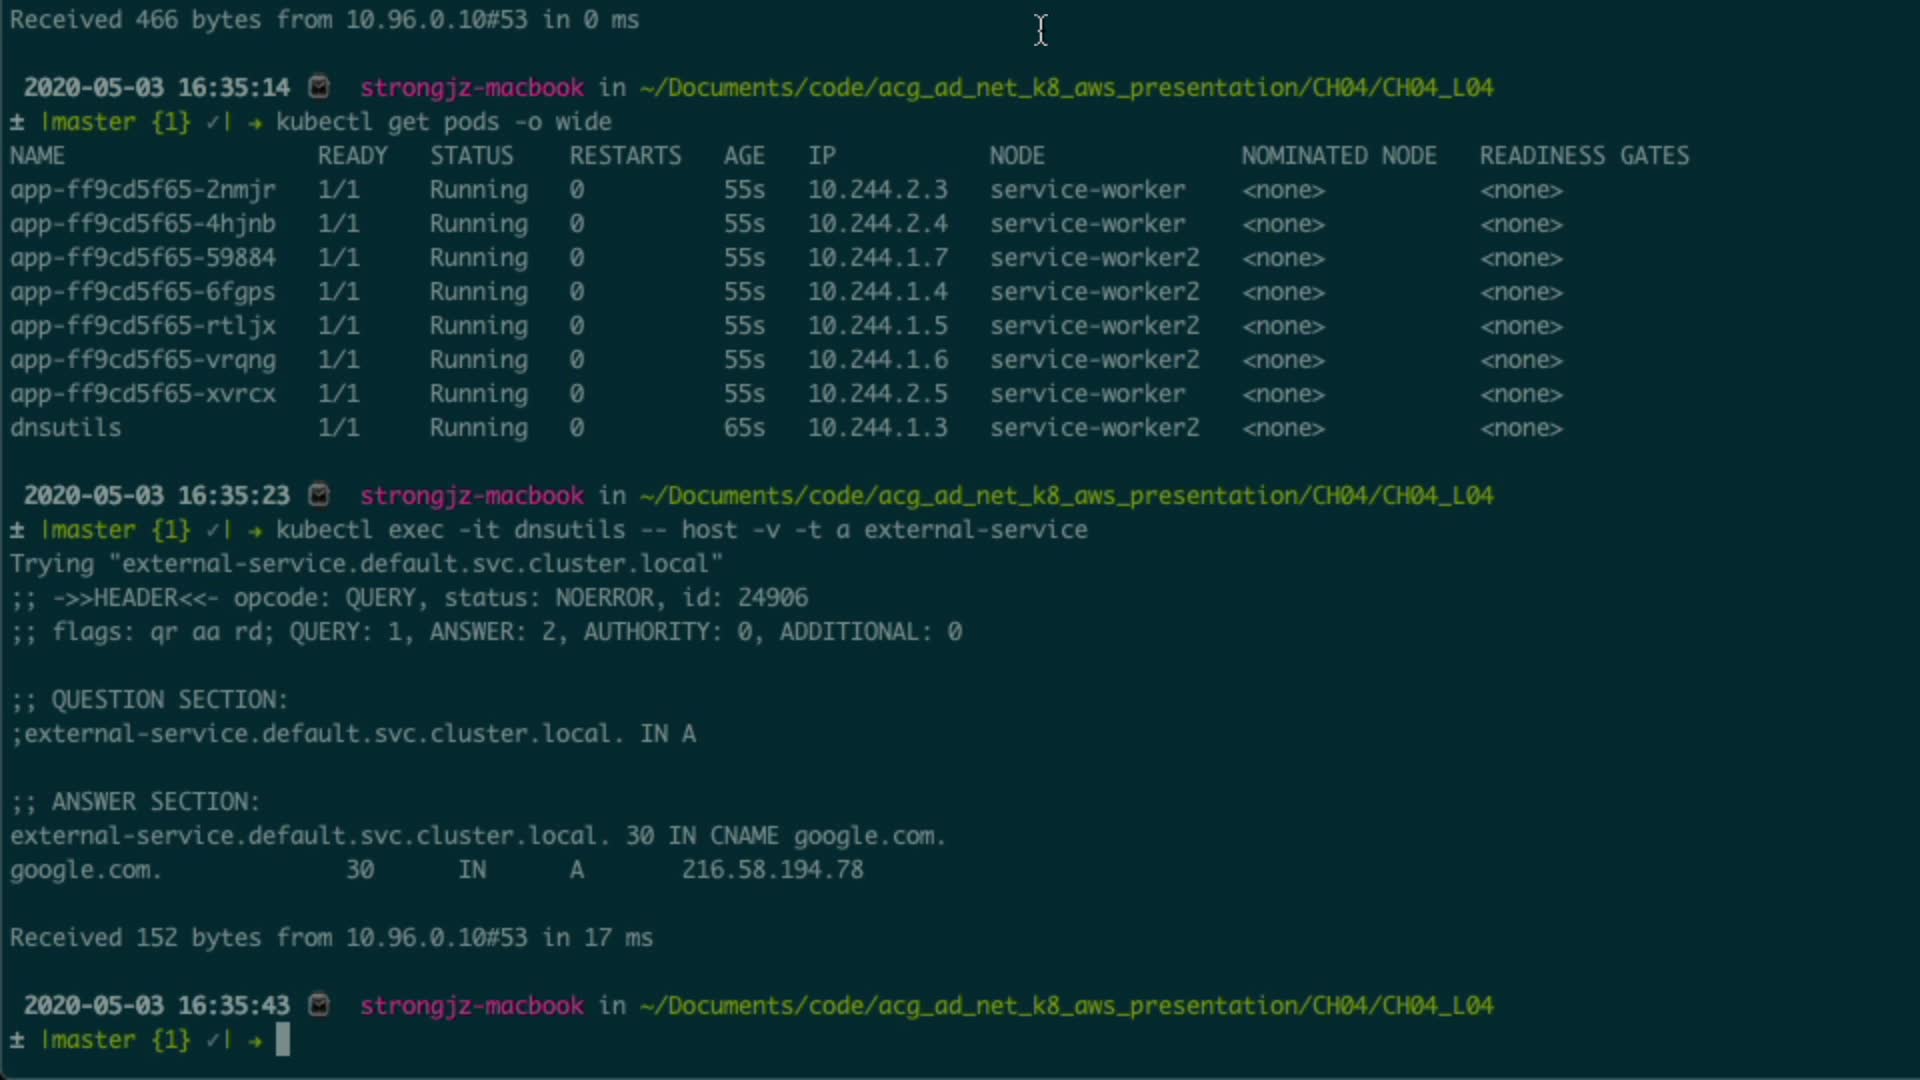 Received 466 bytes from 10.96.0.10#53 in 0 ms
2020-05-03 16:35:14 strongjz-macbook in ~/Documents/code/acg_ad_net_k8_aws_presentation/CH04/CH04_L04
± |master {1} ✓| → kubectl get pods -o wide
NAME READY STATUS RESTARTS AGE IP NODE NOMINATED NODE READINESS GATES
app-ff9cd5f65-2nmjr 1/1 Running 0 55s 10.244.2.3 service-worker <none> <none>
app-ff9cd5f65-4hjnb 1/1 Running 0 55s 10.244.2.4 service-worker <none> <none>
app-ff9cd5f65-59884 1/1 Running 0 55s 10.244.1.7 service-worker2 <none> <none>
app-ff9cd5f65-6fgps 1/1 Running 0 55s 10.244.1.4 service-worker2 <none> <none>
app-ff9cd5f65-rtljx 1/1 Running 0 55s 10.244.1.5 service-worker2 <none> <none>
app-ff9cd5f65-vrqng 1/1 Running 0 55s 10.244.1.6 service-worker2 <none> <none>
app-ff9cd5f65-xvrcx 1/1 Running 0 55s 10.244.2.5 service-worker <none> <none>
dnsutils 1/1 Running 0 65s 10.244.1.3 service-worker2 <none> <none>
2020-05-03 16:35:23 strongjz-macbook in ~/Documents/code/acg_ad_net_k8_aws_presentation/CH04/CH04_L04
± |master {1} ✓| → kubectl exec -it dnsutils -- host -v -t a external-service
Trying "external-service.default.svc.cluster.local"
;; ->>HEADER<<- opcode: QUERY, status: NOERROR, id: 24906
;; flags: qr aa rd; QUERY: 1, ANSWER: 2, AUTHORITY: 0, ADDITIONAL: 0
;; QUESTION SECTION:
;external-service.default.svc.cluster.local. IN A
;; ANSWER SECTION:
external-service.default.svc.cluster.local. 30 IN CNAME google.com.
google.com. 30 IN A 216.58.194.78
Received 152 bytes from 10.96.0.10#53 in 17 ms
2020-05-03 16:35:43 strongjz-macbook in ~/Documents/code/acg_ad_net_k8_aws_presentation/CH04/CH04_L04
± |master {1} ✓| →